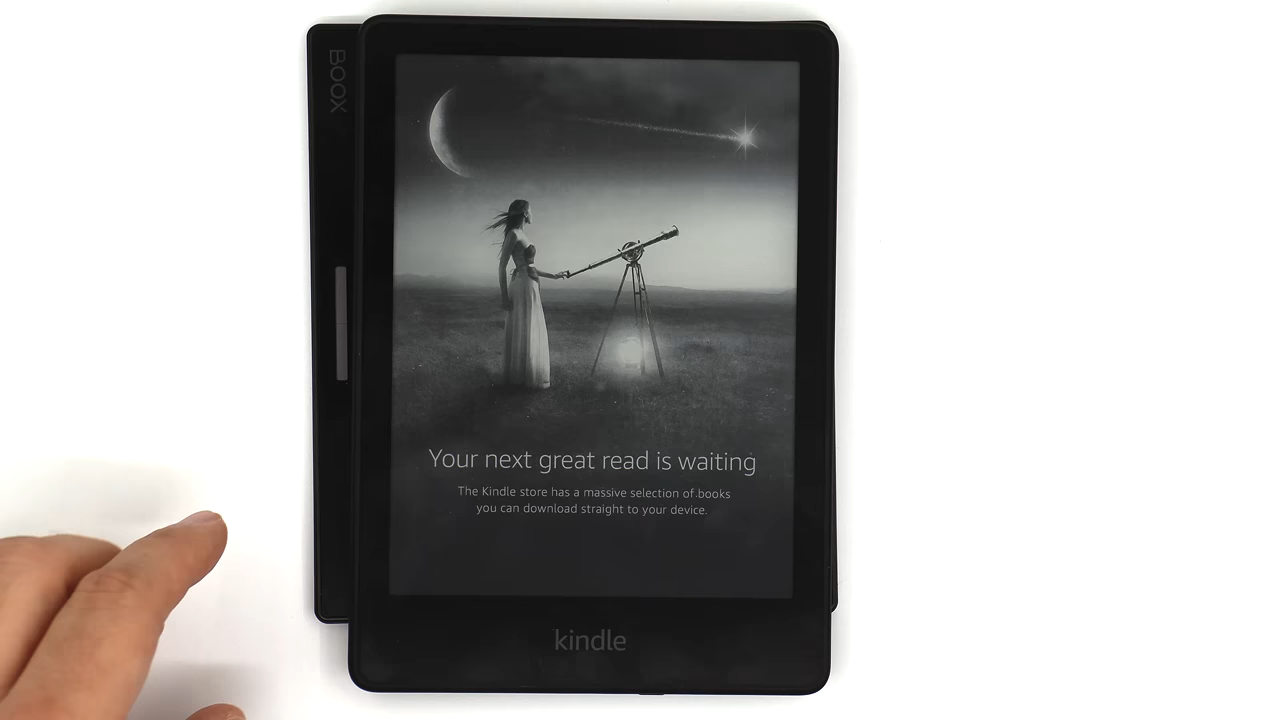 BOOX
Your next great read is waiting
The Kindle store has a massive selection of books
you can download straight to your device.
kindle